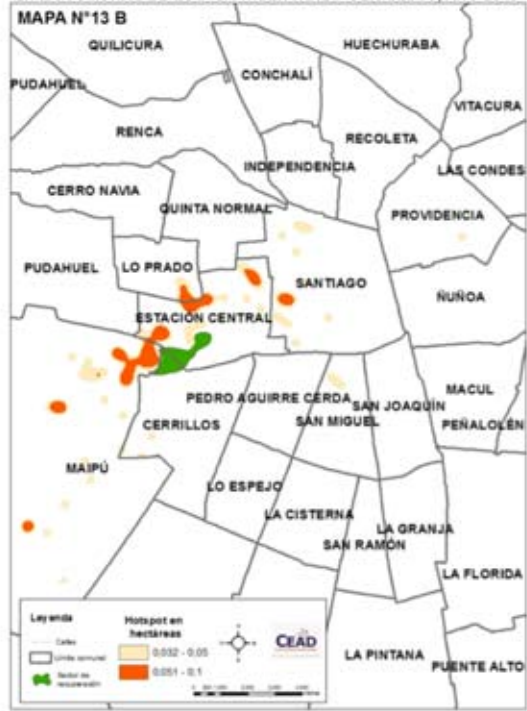 MAPA N°13 B
QUILICURA
HUECHURABA
CONCHALÍ
PUDAHUEL
VITACURA
RENCA
RECOLETA
INDEPENDENCIA
LAS CONDES
CERRO NAVIA
QUINTA NORMAL
PROVIDENCIA
PUDAHUEL
LO PRADO
SANTIAGO
ÑUÑOA
ESTACIÓN CENTRAL
PEDRO AGUIRRE CERDA
SAN JOAQUÍN
MACUL
CERRILLOS
SAN MIGUEL
PEÑALOLÉN
MAIPÚ
LO ESPEJO
LA CISTERNA
LA GRANJA
SAN RAMÓN
LA FLORIDA
LA PINTANA
PUENTE ALTO
Leyenda
Calles
Límite comunal
Sector de
recuperación
Hotspot en
hectáreas
0,032 - 0,05
0,051 - 0,1
CEAD